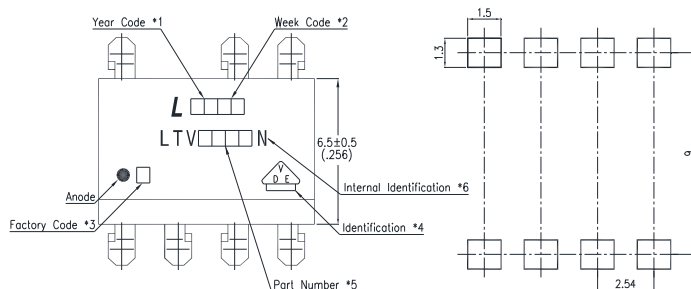 Year Code *1
Week Code *2
1.5
1.3
L
LTV N
6.5±0.5
(.256)
V
D E
9
Anode
Internal Identification *6
Factory Code *3
Identification *4
Part Number *5
2.54